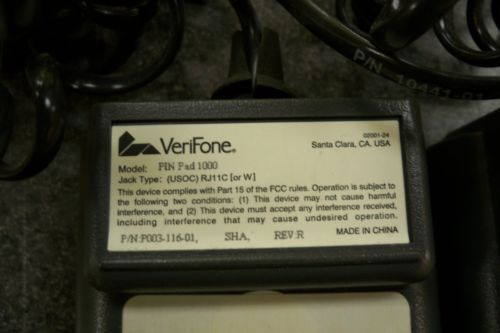 P/N 10441-01
VeriFone®
02001-24
Santa Clara, CA. USA
Model: PIN Pad 1000
Jack Type: (USOC) RJ11C [or W]
This device complies with Part 15 of the FCC rules. Operation is subject to
the following two conditions: (1) This device may not cause harmful
interference, and (2) This device must accept any interference received,
including interference that may cause undesired operation.
P/N:P003-116-01, SHA, REV:R MADE IN CHINA